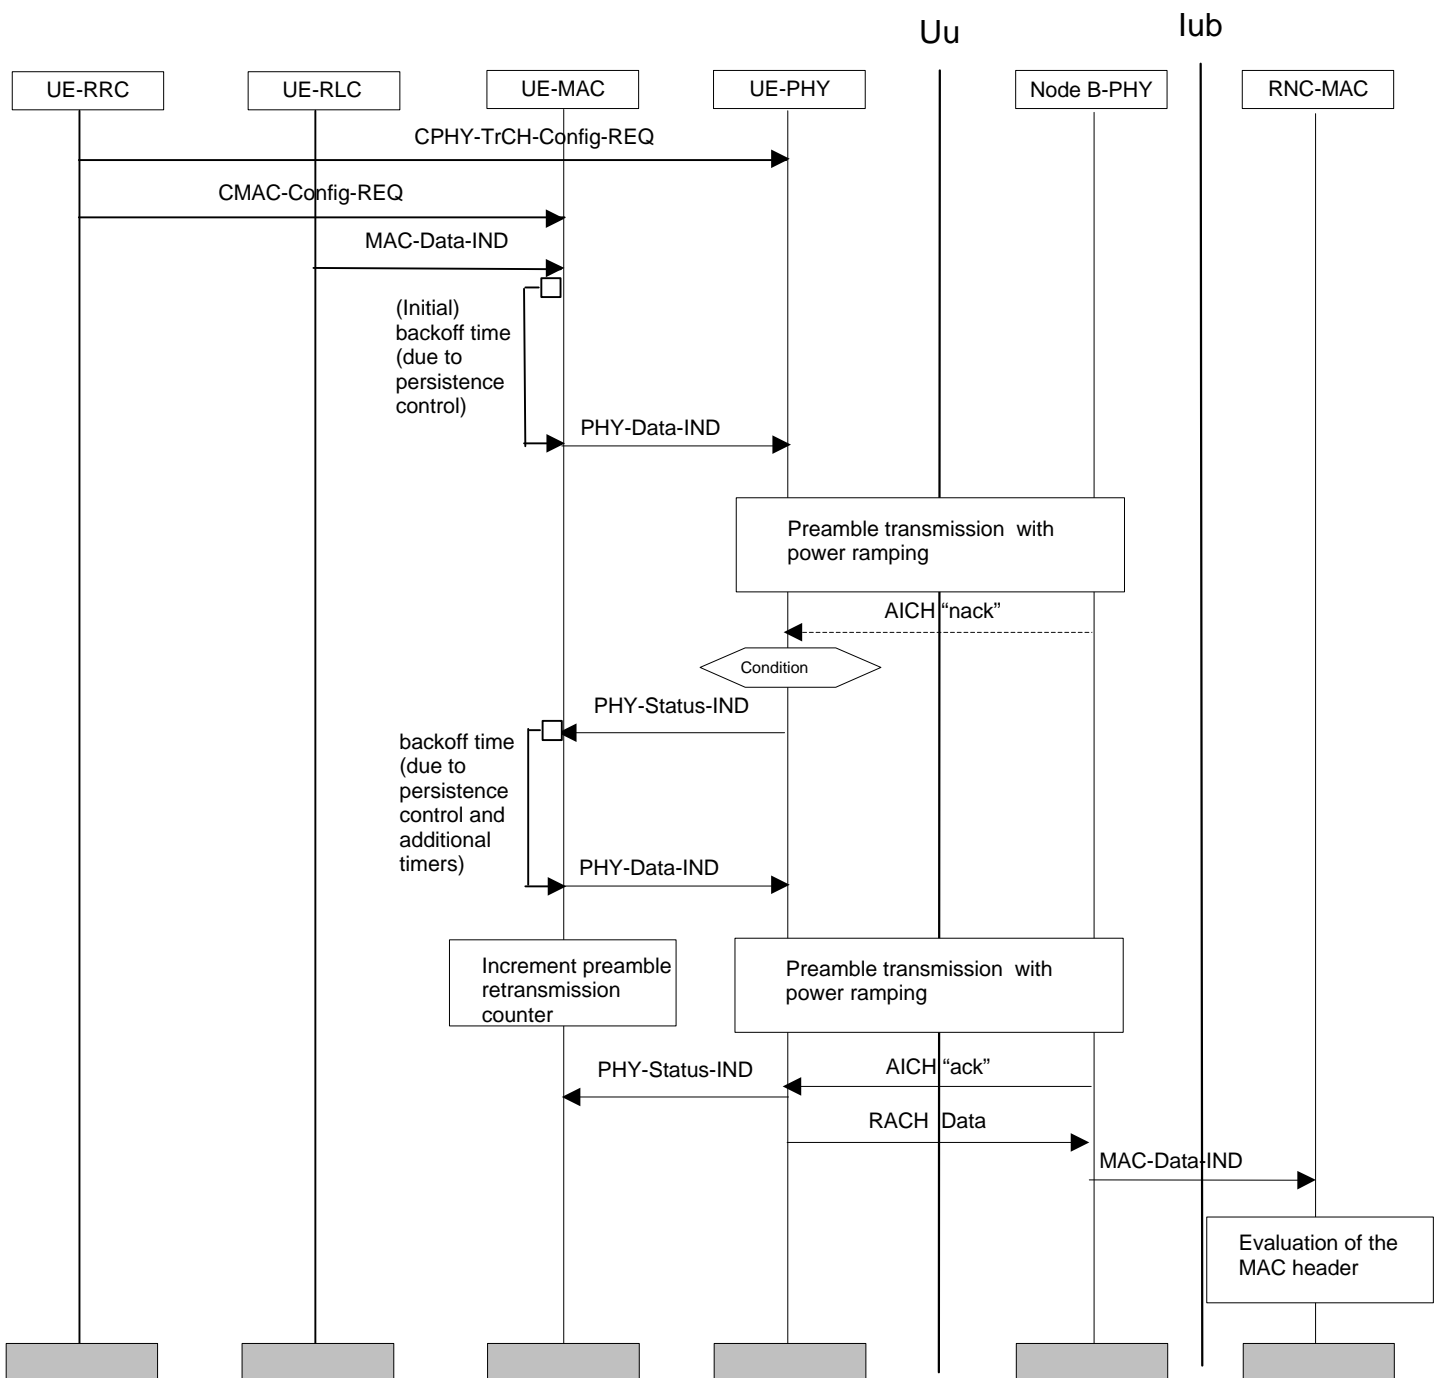 Uu
Iub
UE-RRC
UE-RLC
UE-MAC
UE-PHY
Node B-PHY
RNC-MAC
CPHY-TrCH-Config-REQ
CMAC-Config-REQ
MAC-Data-IND
(Initial)
backoff time
(due to
persistence
control)
PHY-Data-IND
Preamble transmission with
power ramping
AICH “nack”
Condition
PHY-Status-IND
backoff time
(due to
persistence
control and
additional
timers)
PHY-Data-IND
Increment preamble
retransmission
counter
Preamble transmission with
power ramping
AICH “ack”
PHY-Status-IND
RACH Data
MAC-Data-IND
Evaluation of the
MAC header